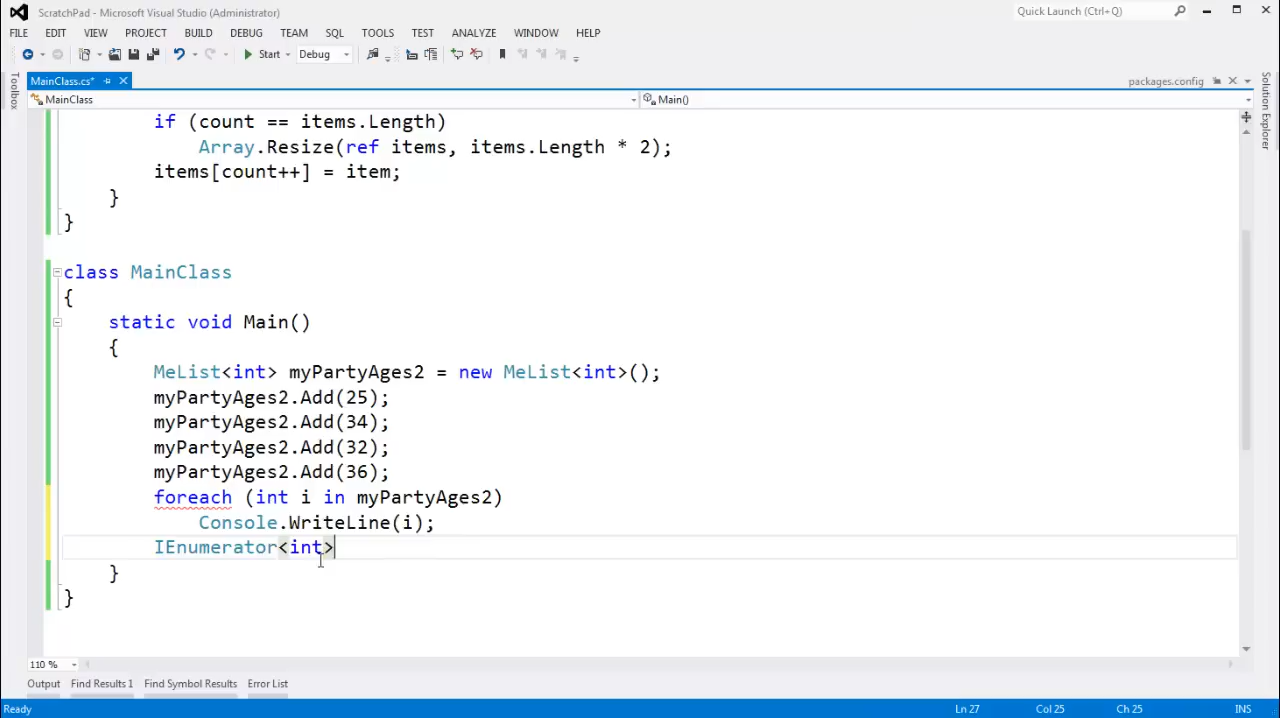 ScratchPad - Microsoft Visual Studio (Administrator)
Quick Launch (Ctrl+Q)
FILE EDIT VIEW PROJECT BUILD DEBUG TEAM SQL TOOLS TEST ANALYZE WINDOW HELP
Start Debug
MainClass.cs*
packages.config
MainClass
Main()
Toolbox
Solution Explorer
if (count == items.Length)
Array.Resize(ref items, items.Length * 2);
items[count++] = item;
}
}
class MainClass
{
static void Main()
{
MeList<int> myPartyAges2 = new MeList<int>();
myPartyAges2.Add(25);
myPartyAges2.Add(34);
myPartyAges2.Add(32);
myPartyAges2.Add(36);
foreach (int i in myPartyAges2)
Console.WriteLine(i);
IEnumerator<int>
}
}
110 %
Output Find Results 1 Find Symbol Results Error List
Ready Ln 27 Col 25 Ch 25 INS